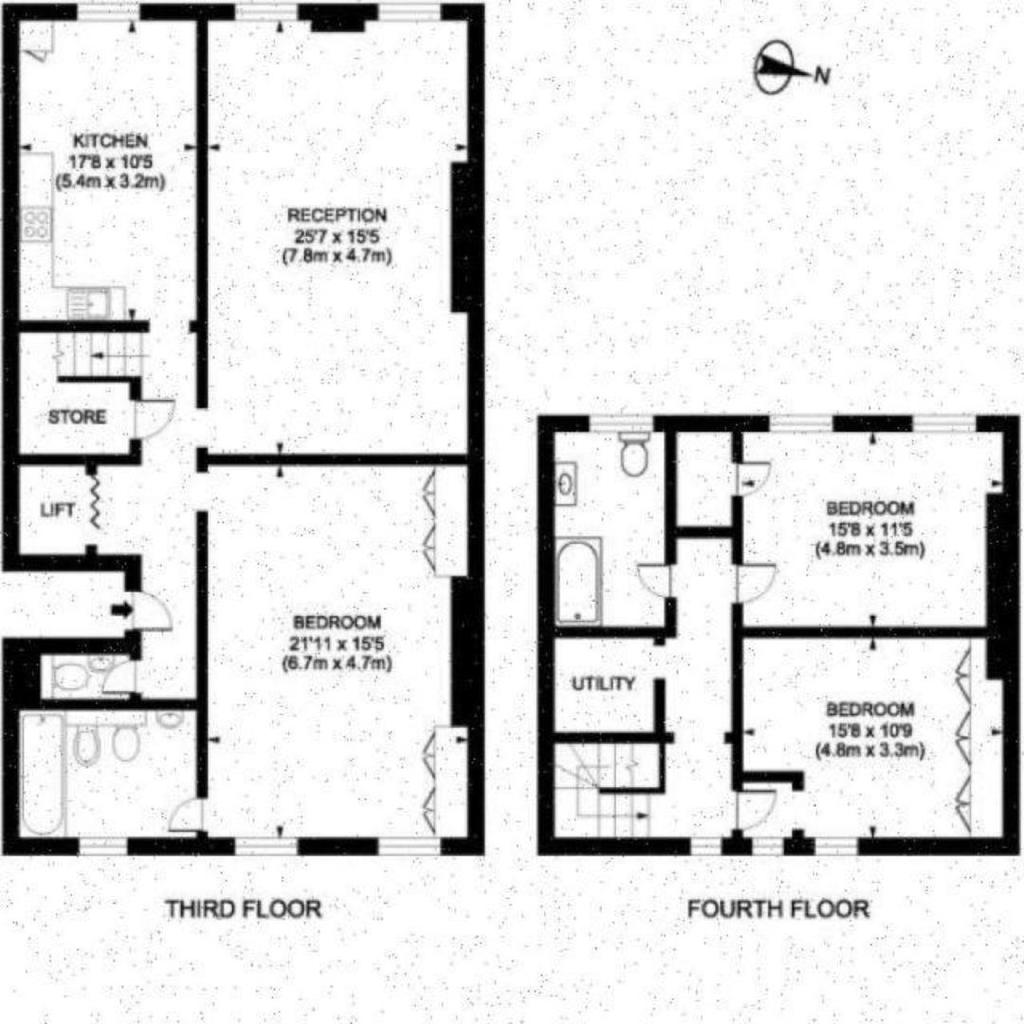 N
KITCHEN
17'8 x 10'5
(5.4m x 3.2m)
RECEPTION
25'7 x 15'5
(7.8m x 4.7m)
STORE
LIFT
BEDROOM
21'11 x 15'5
(6.7m x 4.7m)
THIRD FLOOR
BEDROOM
15'8 x 11'5
(4.8m x 3.5m)
UTILITY
BEDROOM
15'8 x 10'9
(4.8m x 3.3m)
FOURTH FLOOR